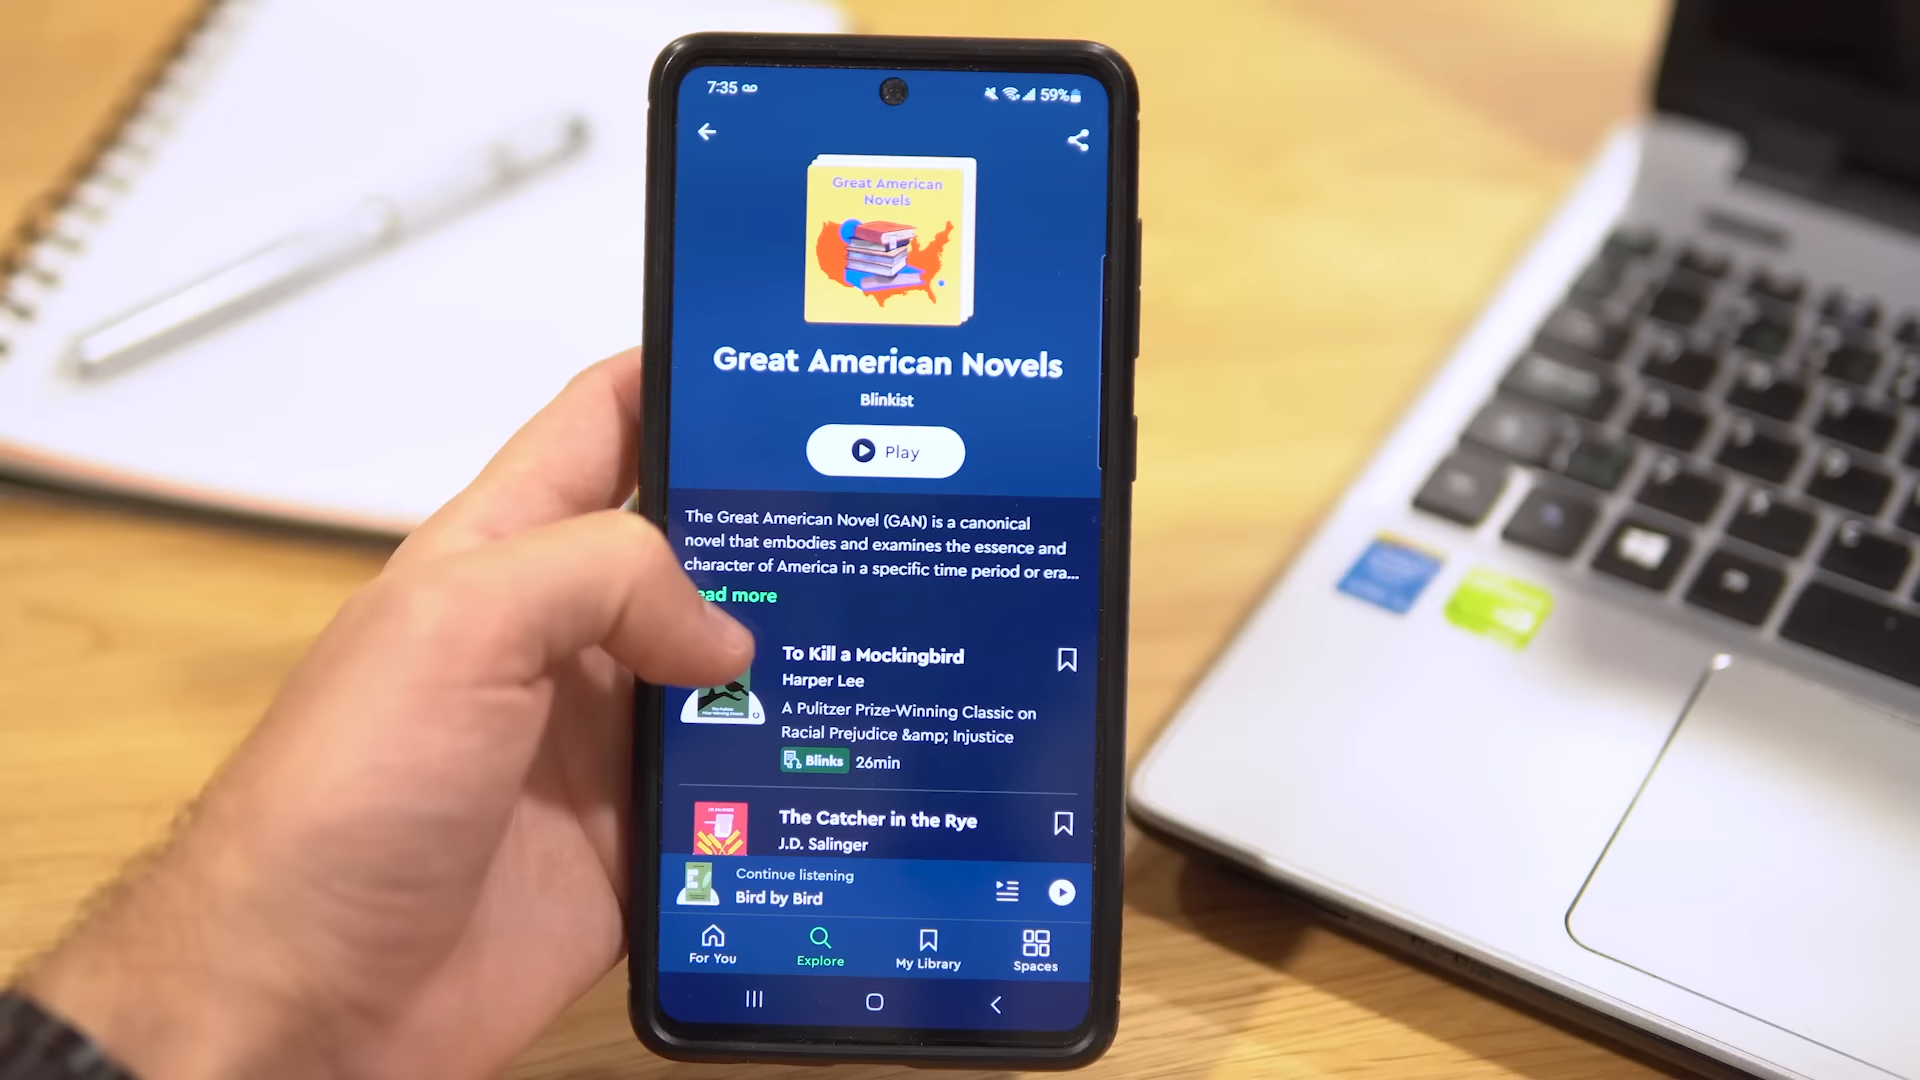 7:35
59%
Great American
Novels
Great American Novels
Blinkist
Play
The Great American Novel (GAN) is a canonical
novel that embodies and examines the essence and
character of America in a specific time period or era...
ead more
To Kill a Mockingbird
Harper Lee
A Pulitzer Prize-Winning Classic on
Racial Prejudice &amp; Injustice
Blinks 26min
The Catcher in the Rye
J.D. Salinger
Continue listening
Bird by Bird
For You
Explore
My Library
Spaces